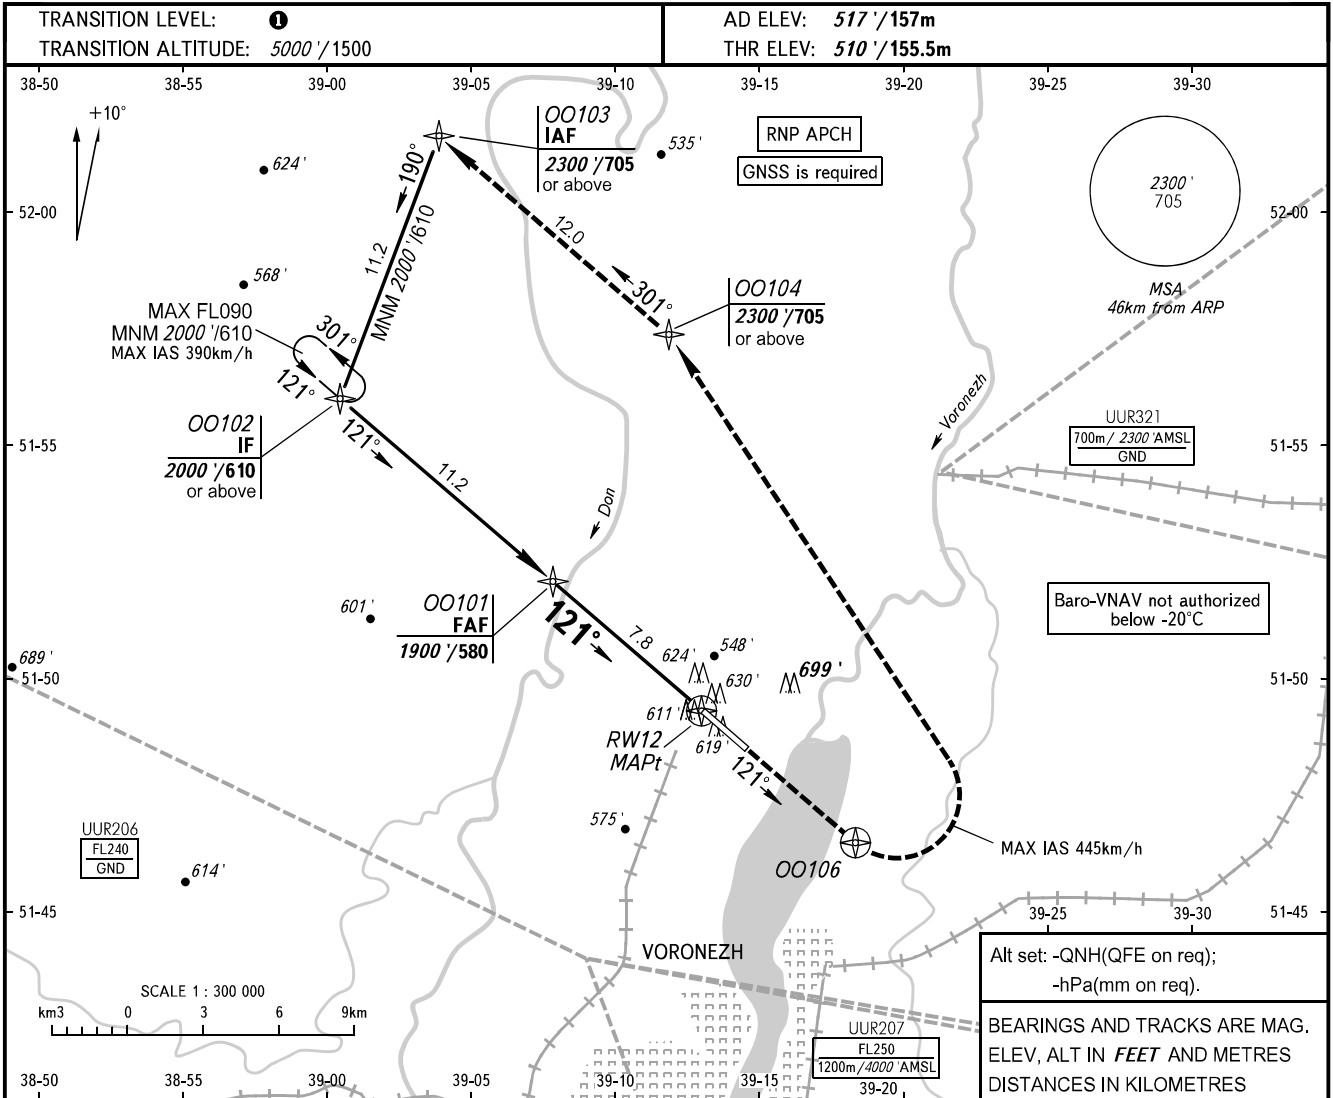 TRANSITION LEVEL: ❶
TRANSITION ALTITUDE: 5000 '/1500
AD ELEV: 517 '/157m
THR ELEV: 510 '/155.5m
38-50 38-55 39-00 39-05 39-10 39-15 39-20 39-25 39-30
+10°
OO103
IAF
2300 '/705
or above
535'
RNP APCH
GNSS is required
2300'
705
MSA
46km from ARP
624'
190°
52-00
52-00
11.2
MNM 2000 '/610
12.0
301°
OO104
2300 '/705
or above
568'
MAX FL090
MNM 2000 '/610
MAX IAS 390km/h
301°
121°
OO102
IF
2000 '/610
or above
121°
11.2
Voronezh
UUR321
700m/ 2300 'AMSL
GND
51-55
51-55
Don
OO101
FAF
1900 '/580
121°
7.8
601'
Baro-VNAV not authorized
below -20°C
689'
51-50
51-50
624'
548'
630'
699 '
611'
619'
RW12
MAPt
121°
575'
OO106
MAX IAS 445km/h
UUR206
FL240
GND
614'
51-45
39-25 39-30
51-45
VORONEZH
SCALE 1 : 300 000
km3 0 3 6 9km
UUR207
FL250
1200m/4000 'AMSL
Alt set: -QNH(QFE on req);
-hPa(mm on req).
BEARINGS AND TRACKS ARE MAG.
ELEV, ALT IN FEET AND METRES
DISTANCES IN KILOMETRES
38-50 38-55 39-00 39-05 39-10 39-15 39-20